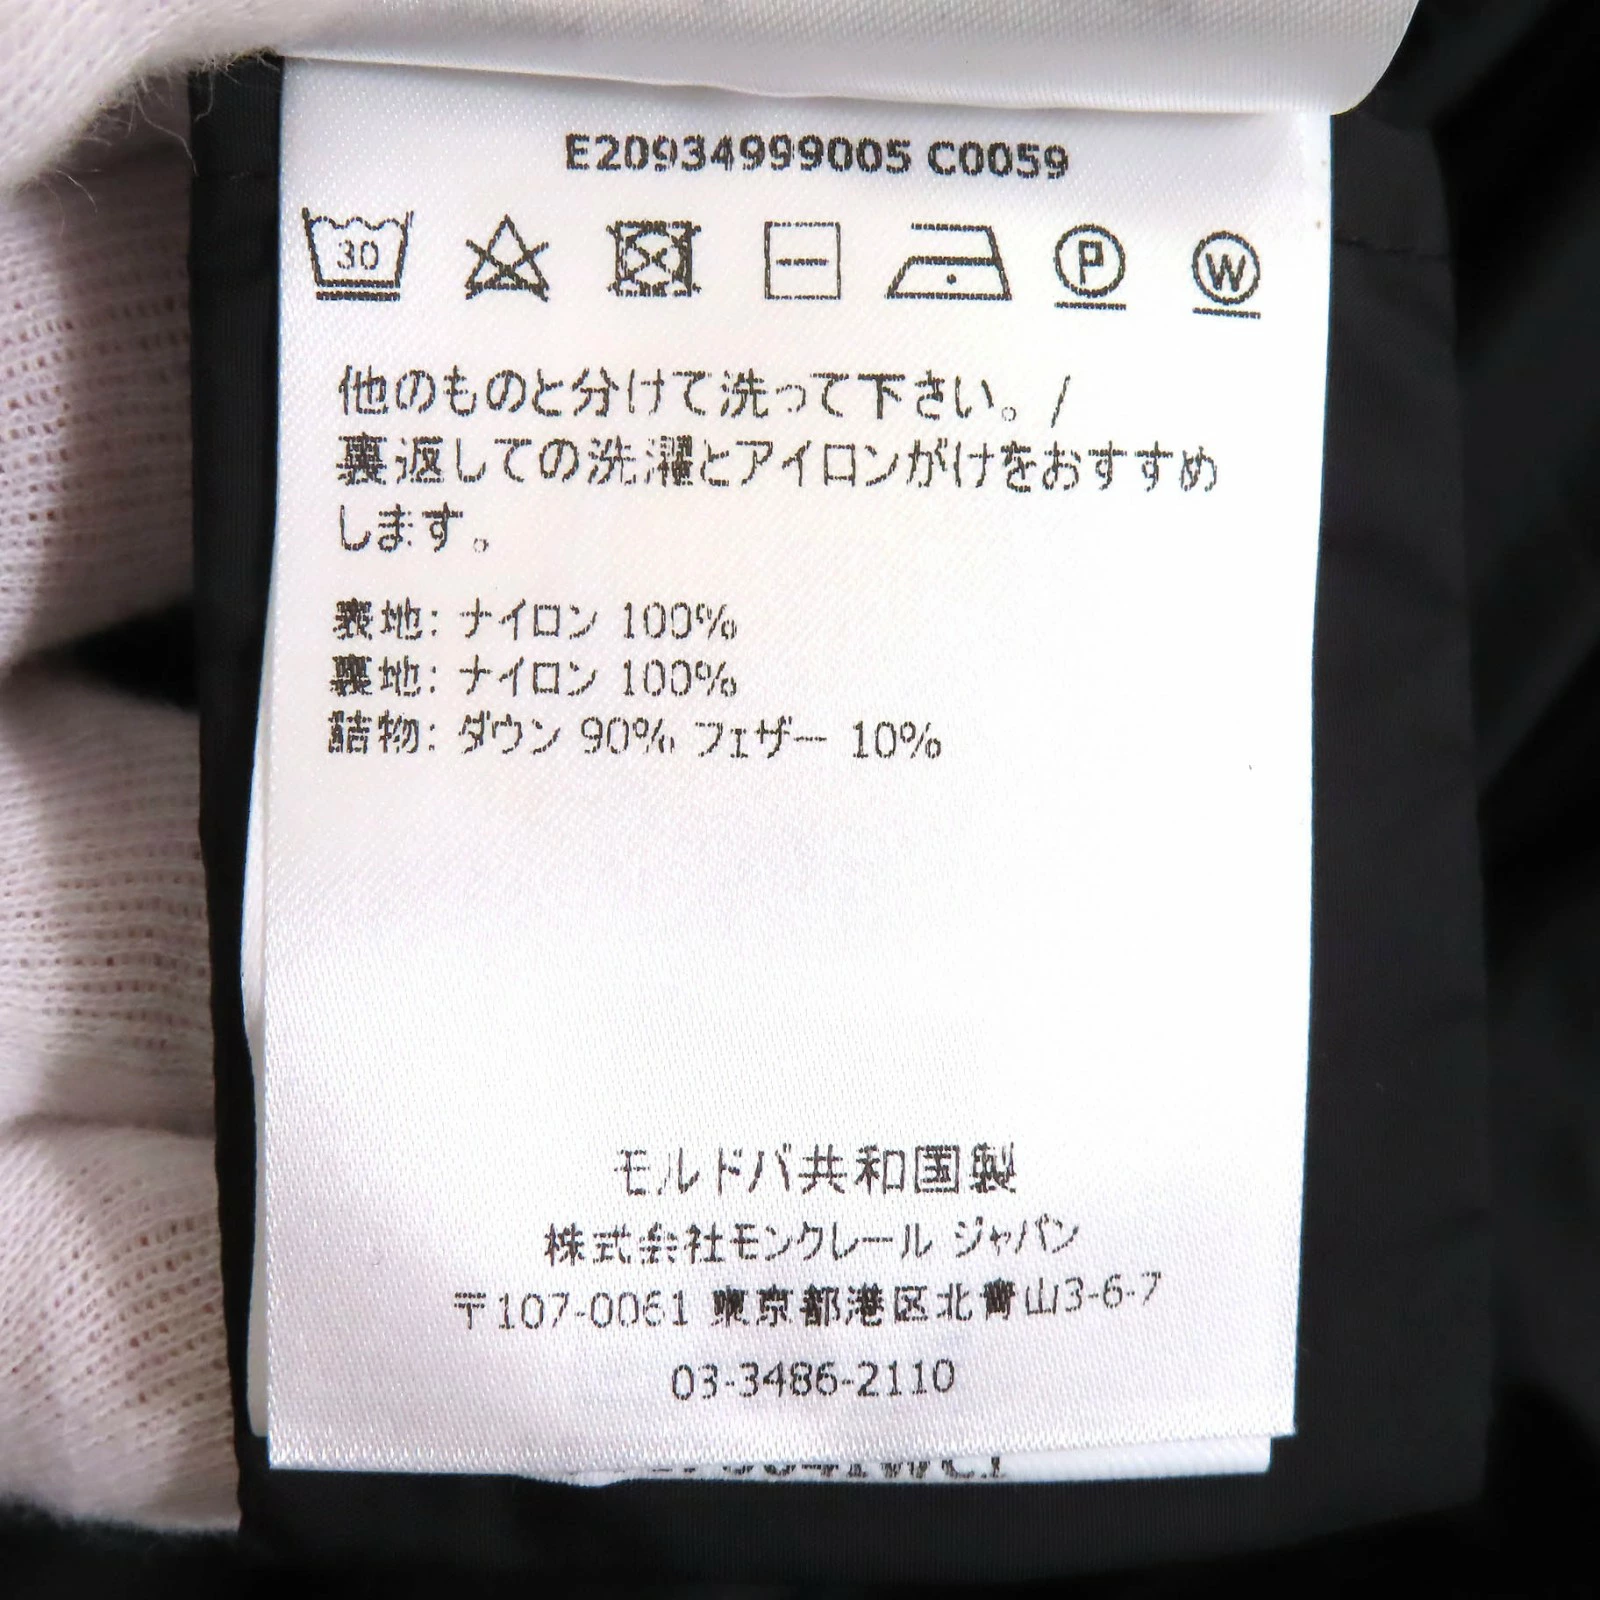 E20934999005 C0059
30
P W
他のものと分けて洗って下さい。/
裏返しての洗濯とアイロンがけをおすすめ
します。
表地: ナイロン 100%
裏地: ナイロン 100%
詰物: ダウン 90% フェザー 10%
モルドバ共和国製
株式会社モンクレール ジャパン
〒107-0061 東京都港区北青山3-6-7
03-3486-2110